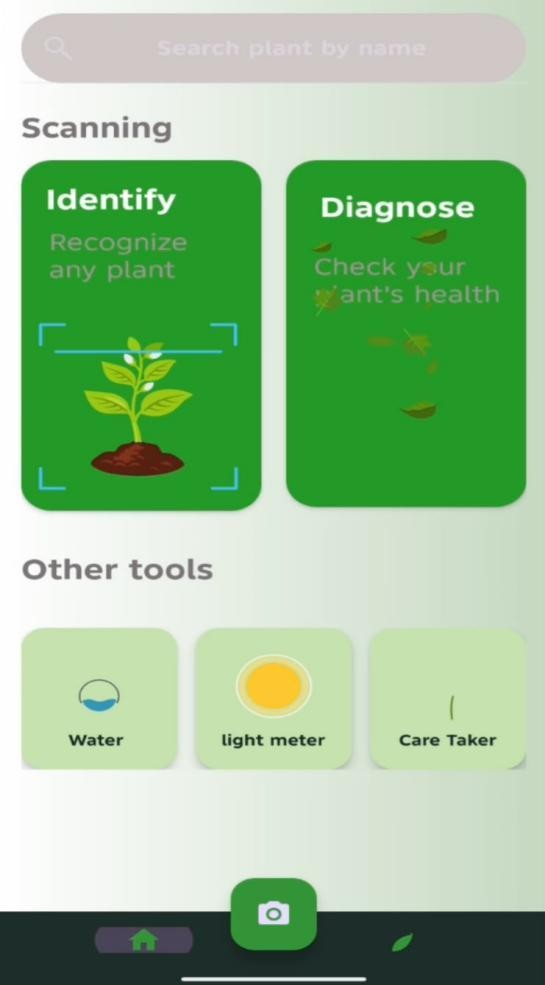 Search plant by name
Scanning
Identify
Recognize
any plant
Diagnose
Check your
plant's health
Other tools
Water
light meter
Care Taker